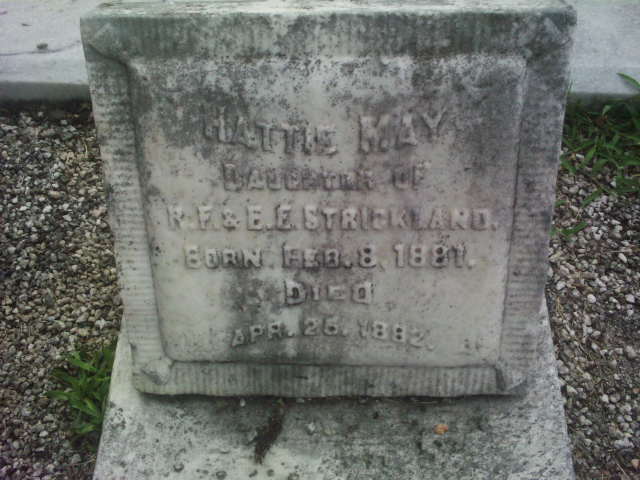 HATTIE MAY
DAUGHTER OF
R.F. & E.E. STRICKLAND.
BORN FEB. 8, 1881.
DIED
APR. 25, 1882.